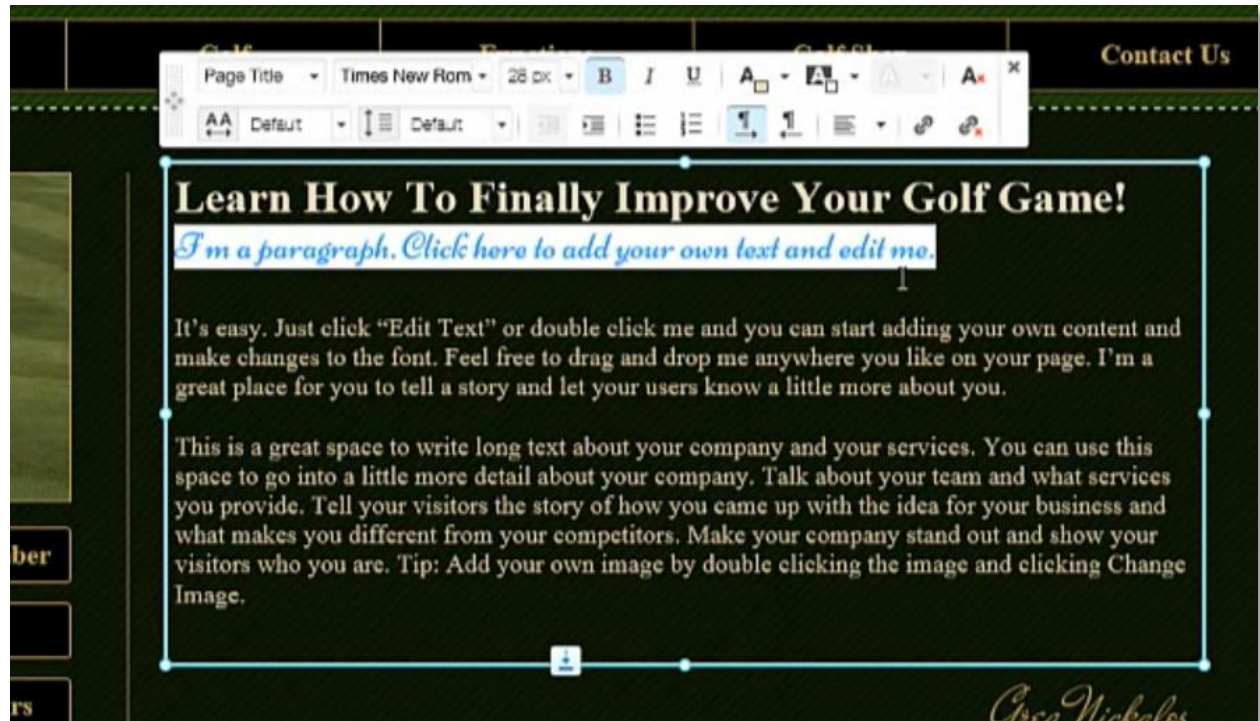 Golf
Functions
Golf Shop
Contact Us
Page Title
Times New Rom
28 px
B
I
U
A
A
A
A
AA
Default
Default
Learn How To Finally Improve Your Golf Game!
I'm a paragraph. Click here to add your own text and edit me.
It's easy. Just click “Edit Text” or double click me and you can start adding your own content and
make changes to the font. Feel free to drag and drop me anywhere you like on your page. I'm a
great place for you to tell a story and let your users know a little more about you.
This is a great space to write long text about your company and your services. You can use this
space to go into a little more detail about your company. Talk about your team and what services
you provide. Tell your visitors the story of how you came up with the idea for your business and
what makes you different from your competitors. Make your company stand out and show your
visitors who you are. Tip: Add your own image by double clicking the image and clicking Change
Image.
ber
rs